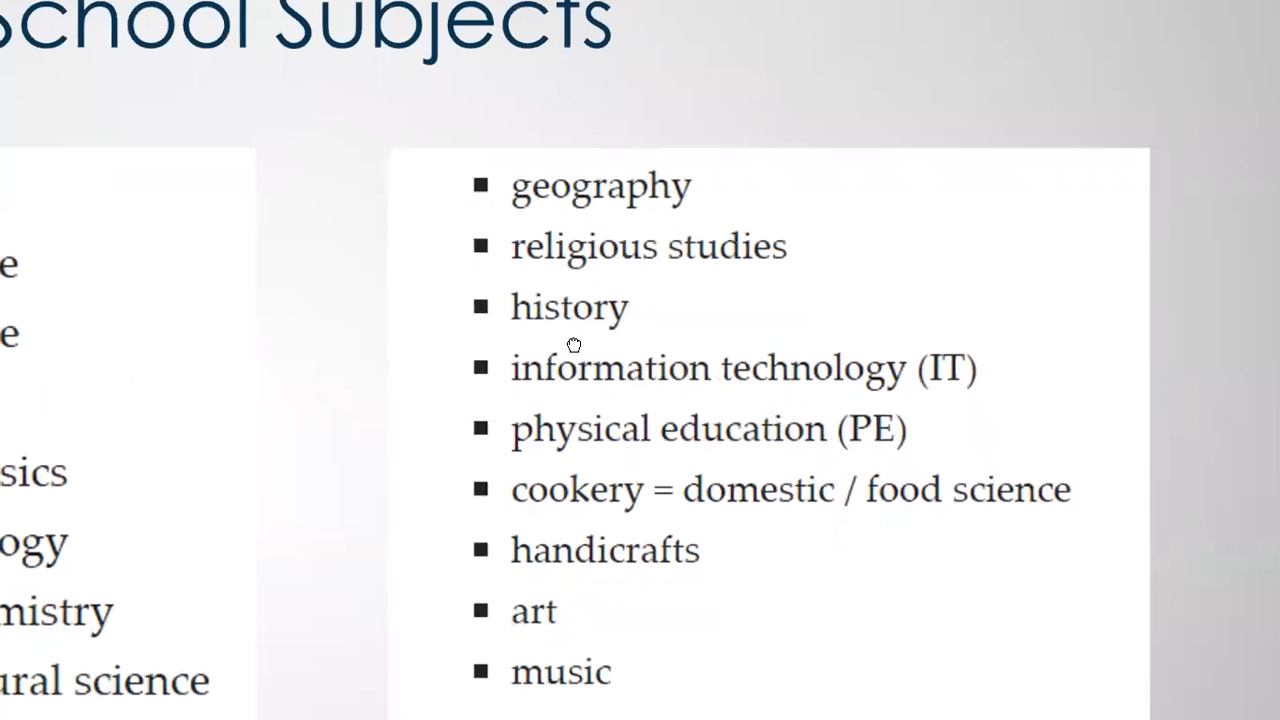 School Subjects
geography
religious studies
history
information technology (IT)
physical education (PE)
cookery = domestic / food science
handicrafts
art
music
science